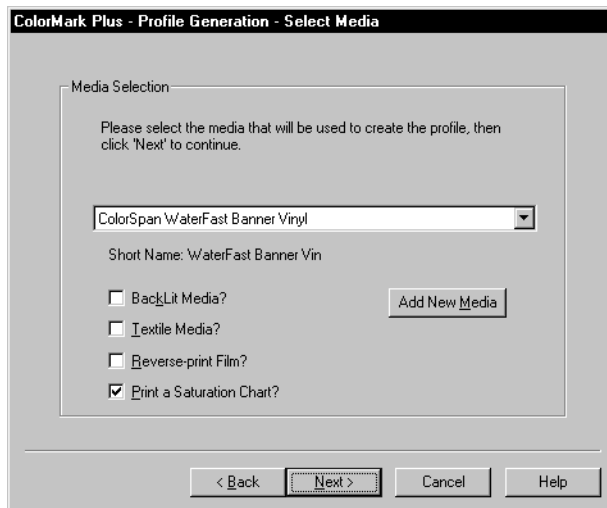 ColorMark Plus - Profile Generation - Select Media
Media Selection
Please select the media that will be used to create the profile, then
click 'Next' to continue.
ColorSpan WaterFast Banner Vinyl
Short Name: WaterFast Banner Vin
BackLit Media?
Add New Media
Textile Media?
Reverse-print Film?
Print a Saturation Chart?
< Back
Next >
Cancel
Help